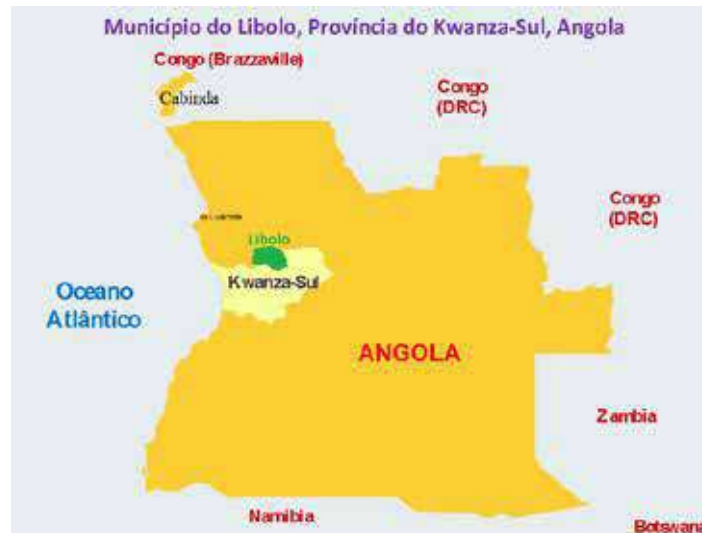 Município do Libolo, Província do Kwanza-Sul, Angola
Congo (Brazzaville)
Cabinda
Congo
(DRC)
Congo
(DRC)
Libolo
Kwanza-Sul
Oceano
Atlântico
ANGOLA
Zambia
Namibia
Botswana